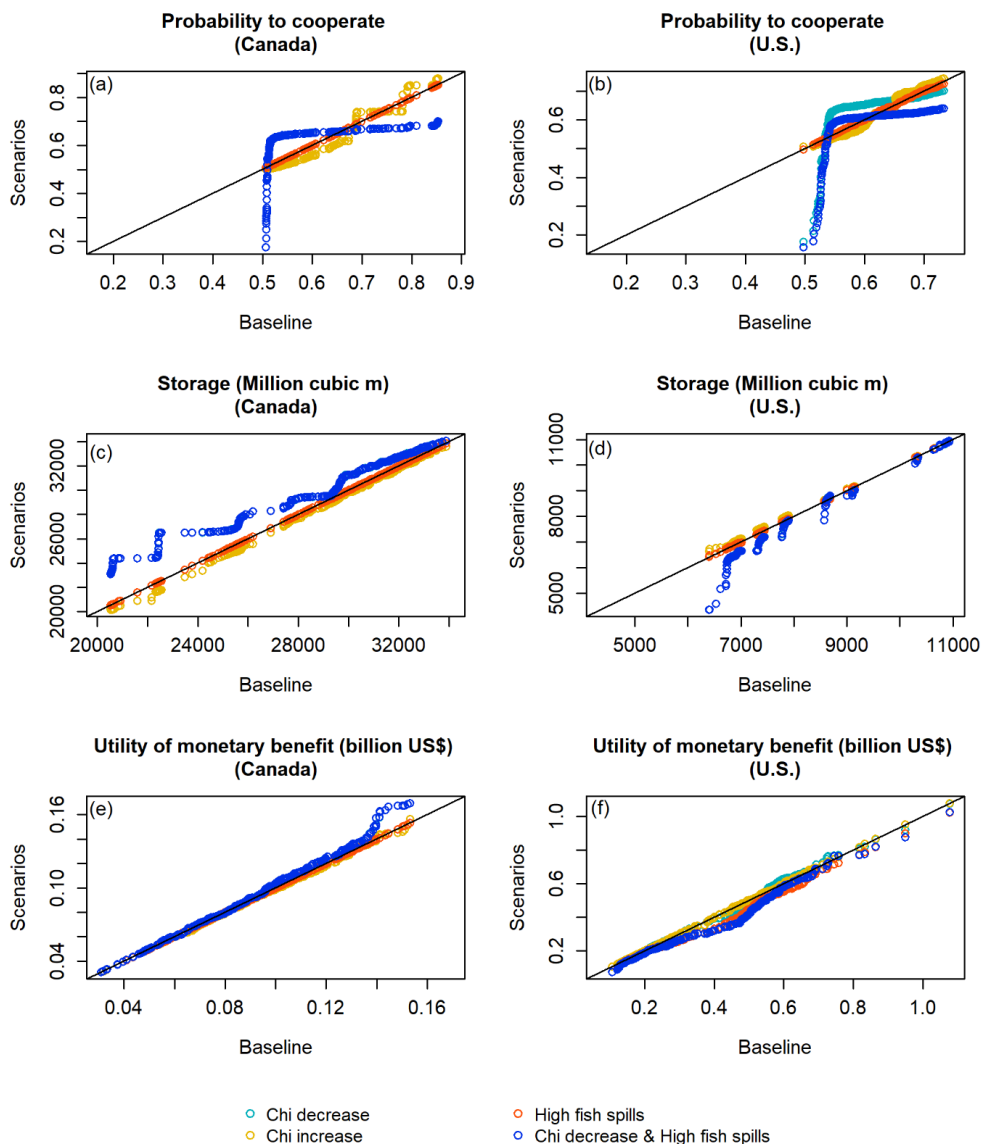 Probability to cooperate
(Canada)
(a)
0.2 0.4 0.6 0.8
Scenarios
0.2 0.3 0.4 0.5 0.6 0.7 0.8 0.9
Baseline
Probability to cooperate
(U.S.)
(b)
0.2 0.4 0.6
Scenarios
0.2 0.3 0.4 0.5 0.6 0.7
Baseline
Storage (Million cubic m)
(Canada)
(c)
20000 26000 32000
Scenarios
20000 24000 28000 32000
Baseline
Storage (Million cubic m)
(U.S.)
(d)
5000 8000 11000
Scenarios
5000 7000 9000 11000
Baseline
Utility of monetary benefit (billion US$)
(Canada)
(e)
0.04 0.10 0.16
Scenarios
0.04 0.08 0.12 0.16
Baseline
Utility of monetary benefit (billion US$)
(U.S.)
(f)
0.2 0.6 1.0
Scenarios
0.2 0.4 0.6 0.8 1.0
Baseline
Chi decrease
Chi increase
High fish spills
Chi decrease & High fish spills